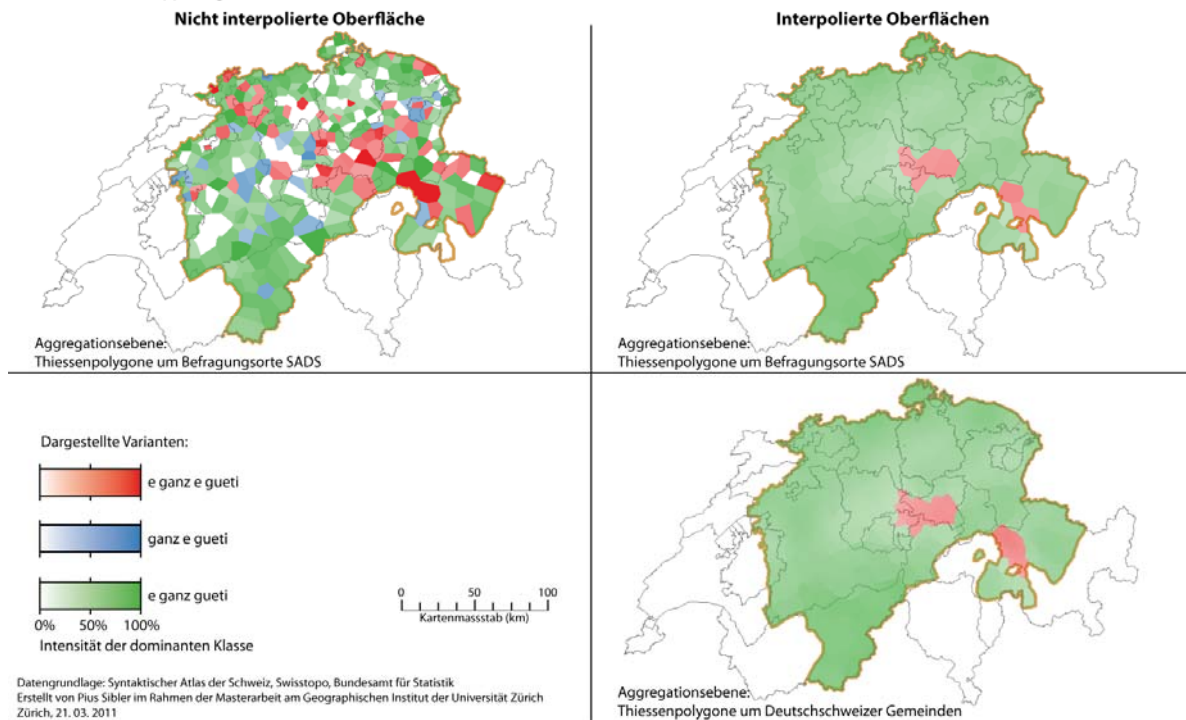 Nicht interpolierte Oberfläche
Interpolierte Oberflächen
Aggregationsebene:
Thiessenpolygone um Befragungsorte SADS
Aggregationsebene:
Thiessenpolygone um Befragungsorte SADS
Dargestellte Varianten:
e ganz e gueti
ganz e gueti
e ganz gueti
0% 50% 100%
Intensität der dominanten Klasse
0 50 100
Kartenmassstab (km)
Datengrundlage: Syntaktischer Atlas der Schweiz, Swisstopo, Bundesamt für Statistik
Erstellt von Pius Sibler im Rahmen der Masterarbeit am Geographischen Institut der Universität Zürich
Zürich, 21. 03. 2011
Aggregationsebene:
Thiessenpolygone um Deutschschweizer Gemeinden